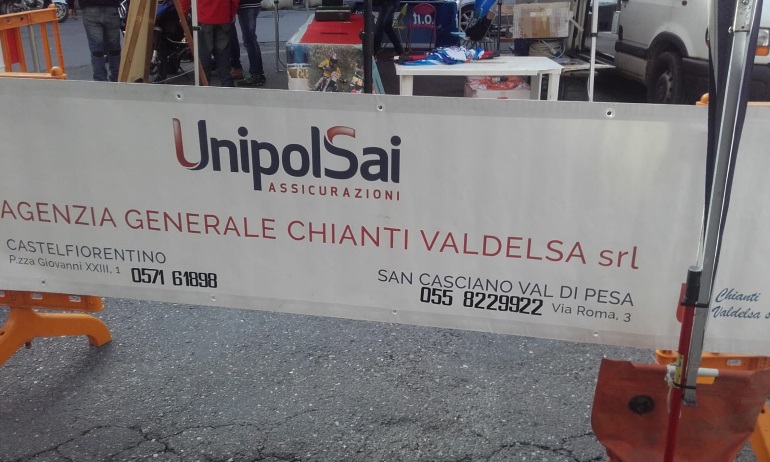 UnipolSai
ASSICURAZIONI
AGENZIA GENERALE CHIANTI VALDELSA srl
CASTELFIORENTINO
P.zza Giovanni XXIII, 1 0571 61898
SAN CASCIANO VAL DI PESA
055 8229922 Via Roma, 3
Chianti
Valdelsa s